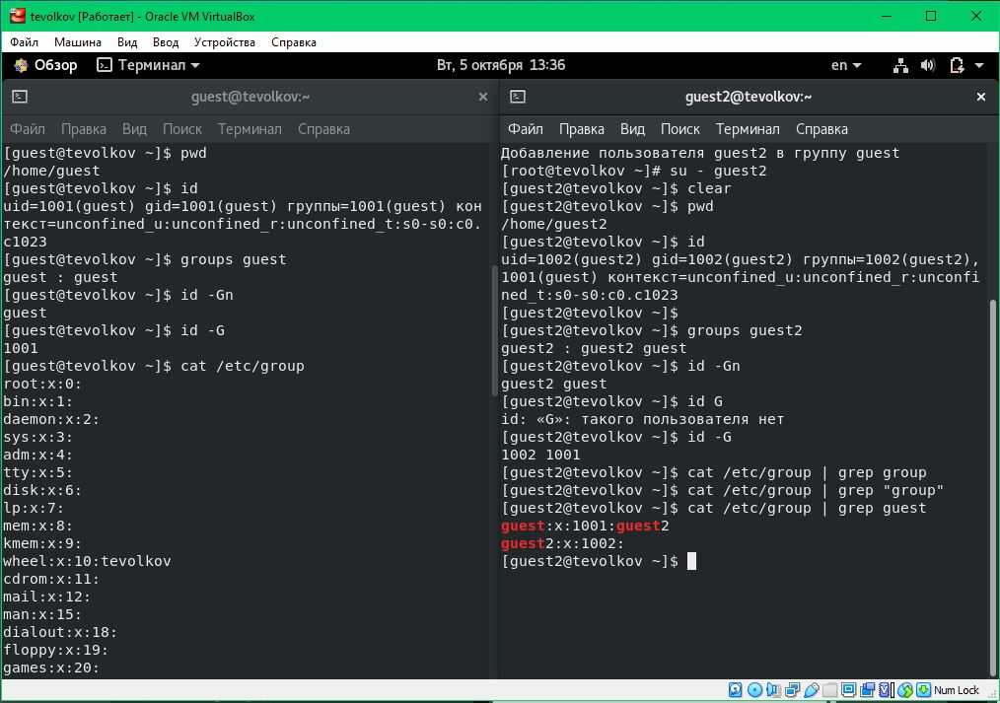 tevolkov [Работает] - Oracle VM VirtualBox
Файл Машина Вид Ввод Устройства Справка
Обзор Терминал Вт, 5 октября 13:36 en
guest@tevolkov:~
Файл Правка Вид Поиск Терминал Справка
[guest@tevolkov ~]$ pwd
/home/guest
[guest@tevolkov ~]$ id
uid=1001(guest) gid=1001(guest) группы=1001(guest) кон
текст=unconfined_u:unconfined_r:unconfined_t:s0-s0:c0.
c1023
[guest@tevolkov ~]$ groups guest
guest : guest
[guest@tevolkov ~]$ id -Gn
guest
[guest@tevolkov ~]$ id -G
1001
[guest@tevolkov ~]$ cat /etc/group
root:x:0:
bin:x:1:
daemon:x:2:
sys:x:3:
adm:x:4:
tty:x:5:
disk:x:6:
lp:x:7:
mem:x:8:
kmem:x:9:
wheel:x:10:tevolkov
cdrom:x:11:
mail:x:12:
man:x:15:
dialout:x:18:
floppy:x:19:
games:x:20:
guest2@tevolkov:~
Файл Правка Вид Поиск Терминал Справка
Добавление пользователя guest2 в группу guest
[root@tevolkov ~]# su - guest2
[guest2@tevolkov ~]$ clear
[guest2@tevolkov ~]$ pwd
/home/guest2
[guest2@tevolkov ~]$ id
uid=1002(guest2) gid=1002(guest2) группы=1002(guest2),
1001(guest) контекст=unconfined_u:unconfined_r:unconfi
ned_t:s0-s0:c0.c1023
[guest2@tevolkov ~]$
[guest2@tevolkov ~]$ groups guest2
guest2 : guest2 guest
[guest2@tevolkov ~]$ id -Gn
guest2 guest
[guest2@tevolkov ~]$ id G
id: «G»: такого пользователя нет
[guest2@tevolkov ~]$ id -G
1002 1001
[guest2@tevolkov ~]$ cat /etc/group | grep group
[guest2@tevolkov ~]$ cat /etc/group | grep "group"
[guest2@tevolkov ~]$ cat /etc/group | grep guest
guest:x:1001:guest2
guest2:x:1002:
[guest2@tevolkov ~]$
Num Lock